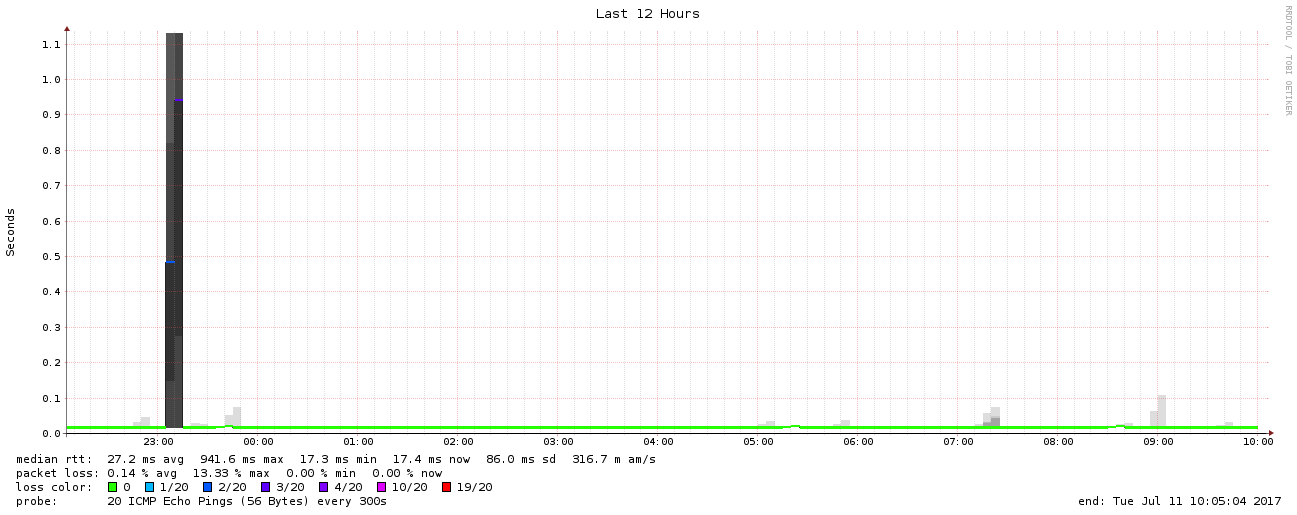 Last 12 Hours
RRDTOOL / TOBI OETIKER
Seconds
1.1
1.0
0.9
0.8
0.7
0.6
0.5
0.4
0.3
0.2
0.1
0.0
23:00 00:00 01:00 02:00 03:00 04:00 05:00 06:00 07:00 08:00 09:00 10:00
median rtt: 27.2 ms avg 941.6 ms max 17.3 ms min 17.4 ms now 86.0 ms sd 316.7 m am/s
packet loss: 0.14 % avg 13.33 % max 0.00 % min 0.00 % now
loss color: 0 1/20 2/20 3/20 4/20 10/20 19/20
probe: 20 ICMP Echo Pings (56 Bytes) every 300s end: Tue Jul 11 10:05:04 2017